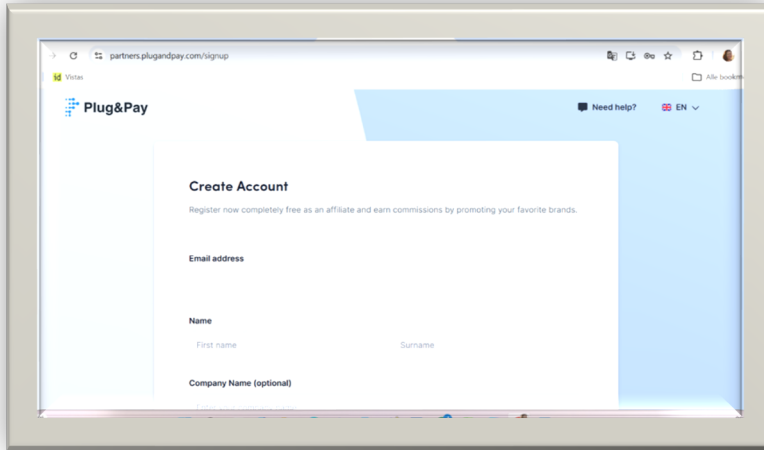 partners.plugandpay.com/signup
id Vistas
Alle bookm
Plug&Pay
Need help?
EN
Create Account
Register now completely free as an affiliate and earn commissions by promoting your favorite brands.
Email address
Name
First name Surname
Company Name (optional)